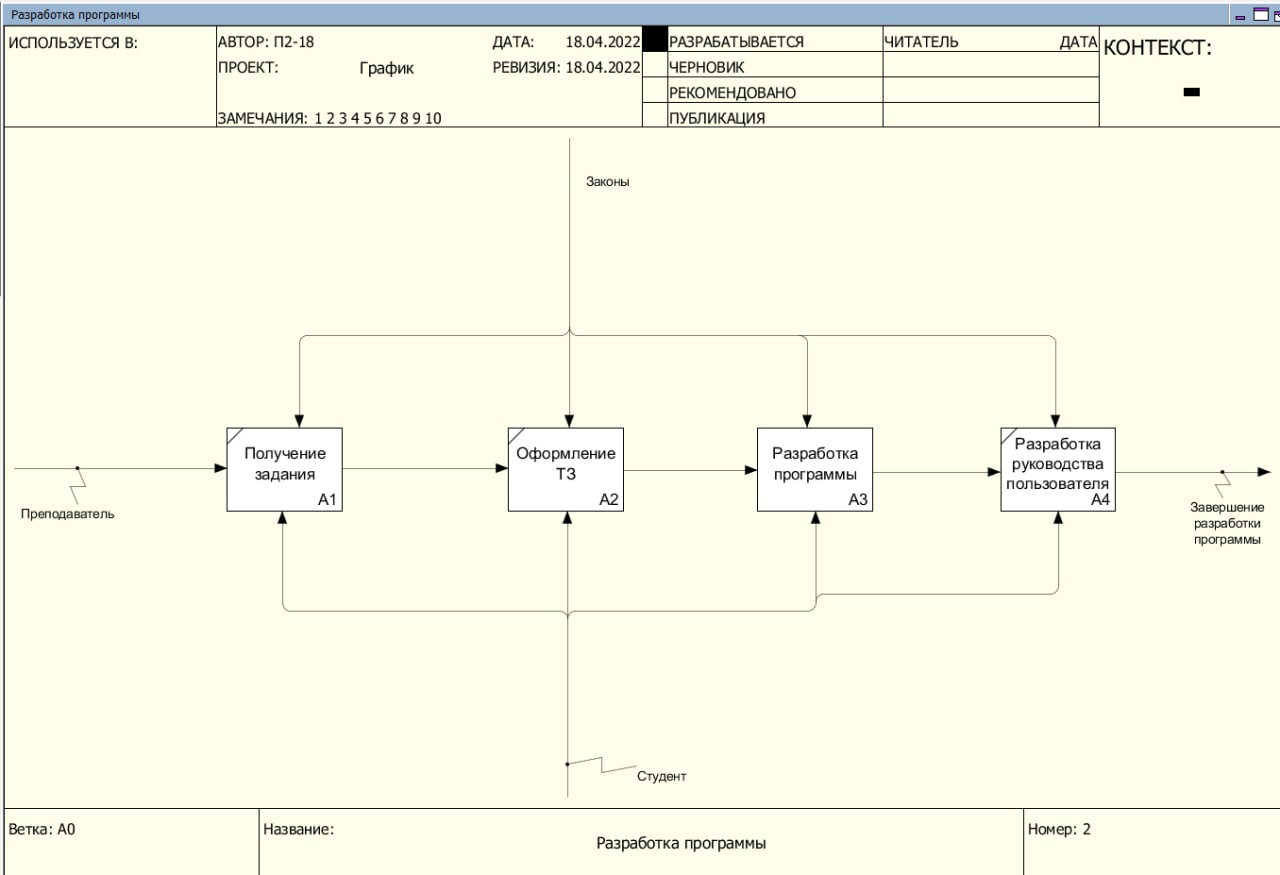 Разработка программы
ИСПОЛЬЗУЕТСЯ В:
АВТОР: П2-18
ДАТА: 18.04.2022
ПРОЕКТ: График
РЕВИЗИЯ: 18.04.2022
ЗАМЕЧАНИЯ: 1 2 3 4 5 6 7 8 9 10
РАЗРАБАТЫВАЕТСЯ
ЧЕРНОВИК
РЕКОМЕНДОВАНО
ПУБЛИКАЦИЯ
ЧИТАТЕЛЬ ДАТА
КОНТЕКСТ:
Законы
Получение
задания
A1
Оформление
ТЗ
A2
Разработка
программы
A3
Разработка
руководства
пользователя
A4
Преподаватель
Завершение
разработки
программы
Студент
Ветка: A0
Название:
Разработка программы
Номер: 2